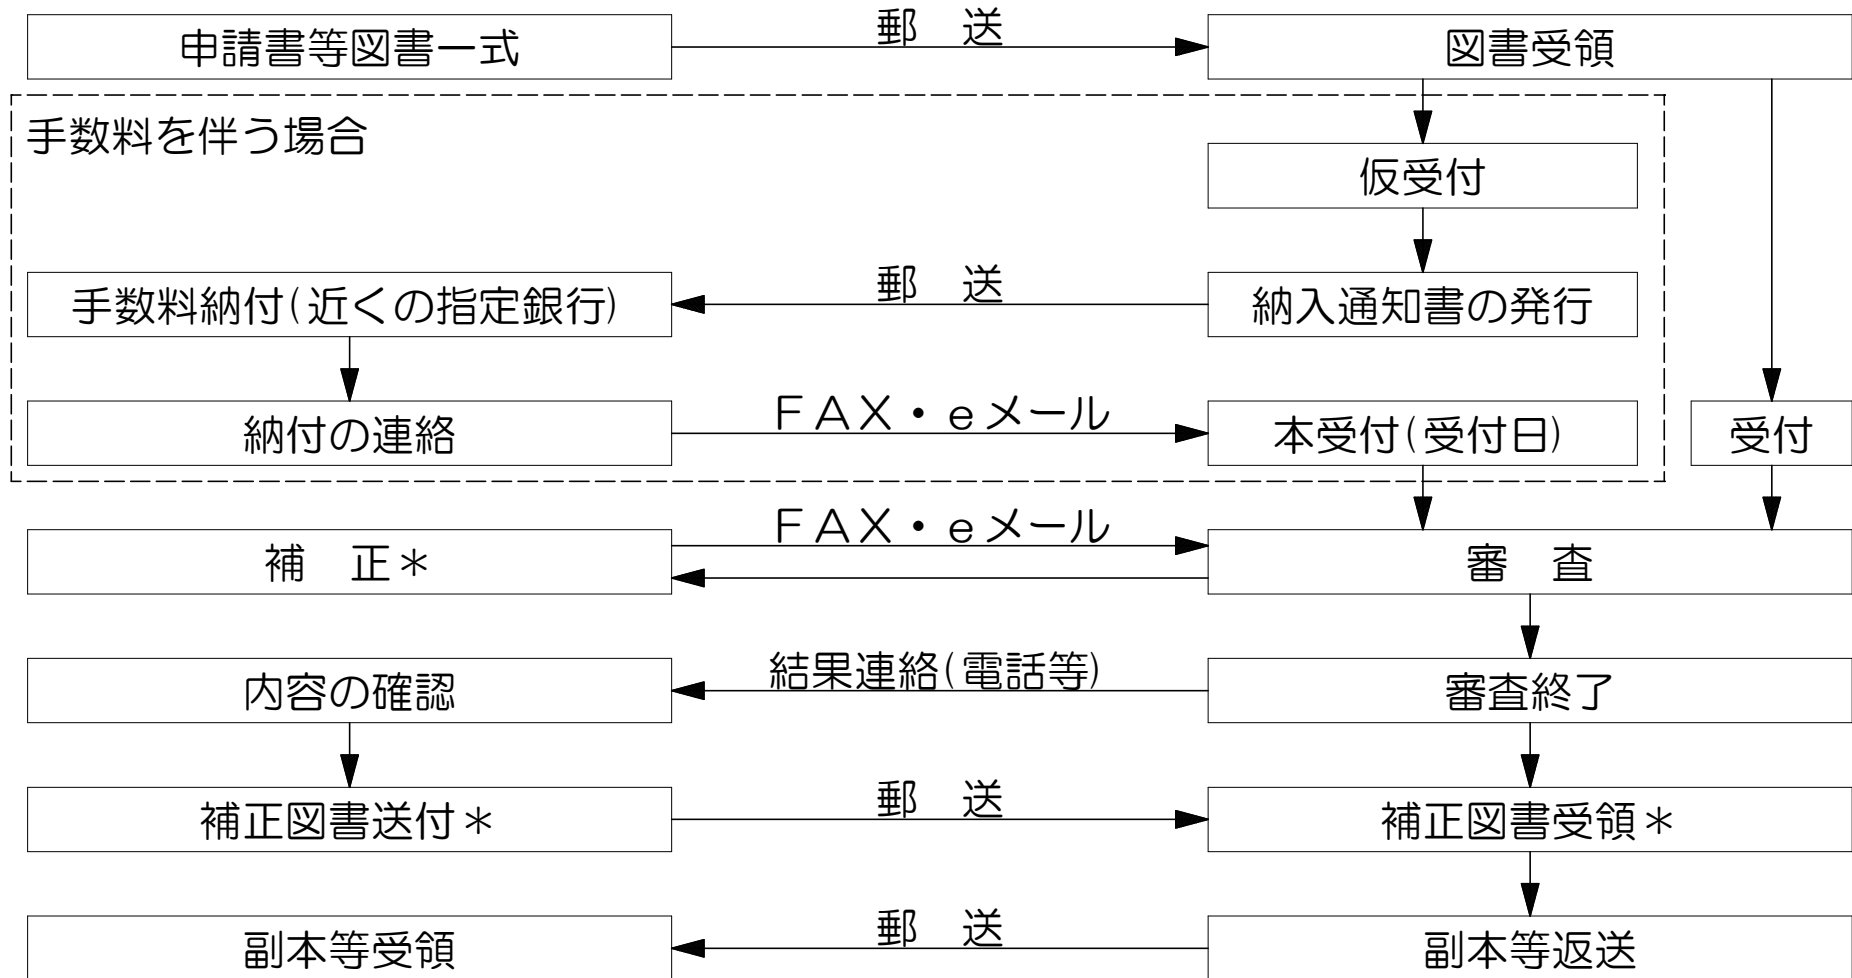 申請書等図書一式
郵　送
図書受領
手数料を伴う場合
仮受付
手数料納付(近くの指定銀行)
郵　送
納入通知書の発行
納付の連絡
ＦＡＸ・ｅメール
本受付(受付日)
受付
補　正＊
ＦＡＸ・ｅメール
審　査
内容の確認
結果連絡(電話等)
審査終了
補正図書送付＊
郵　送
補正図書受領＊
副本等受領
郵　送
副本等返送